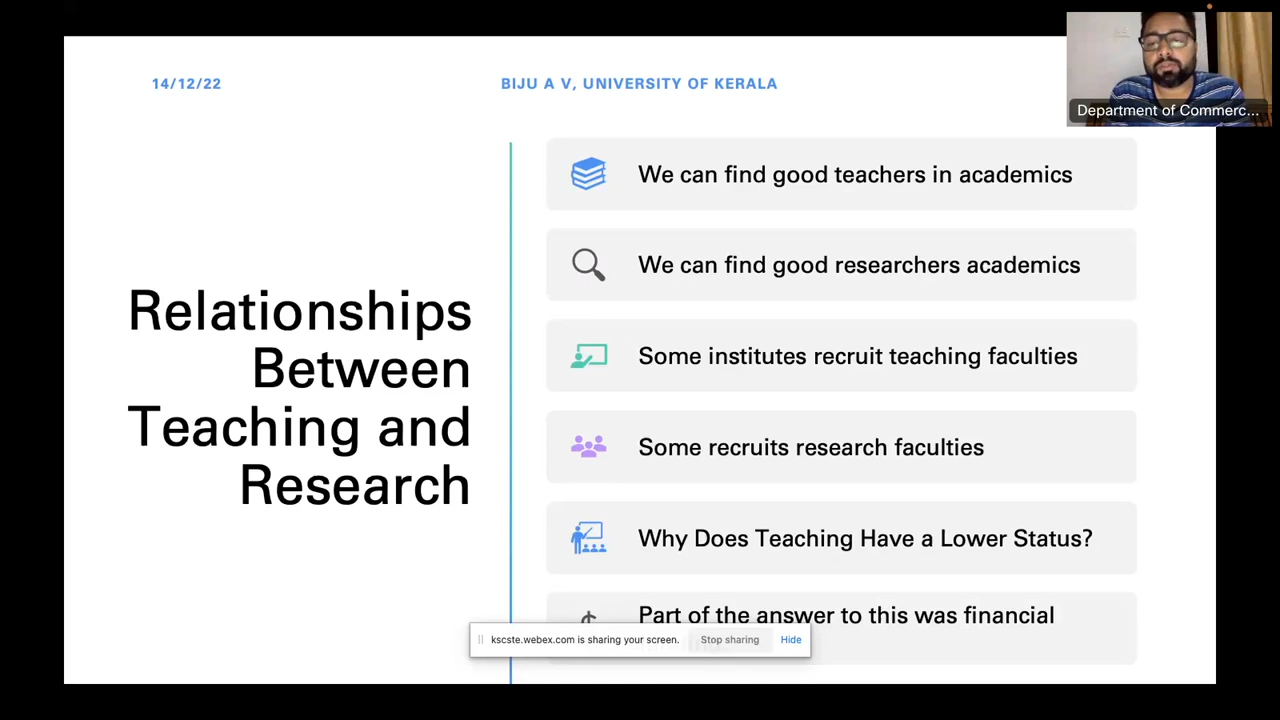 14/12/22
BIJU A V, UNIVERSITY OF KERALA
Department of Commerc...
Relationships
Between
Teaching and
Research
We can find good teachers in academics
We can find good researchers academics
Some institutes recruit teaching faculties
Some recruits research faculties
Why Does Teaching Have a Lower Status?
Part of the answer to this was financial
kscste.webex.com is sharing your screen.
Stop sharing
Hide